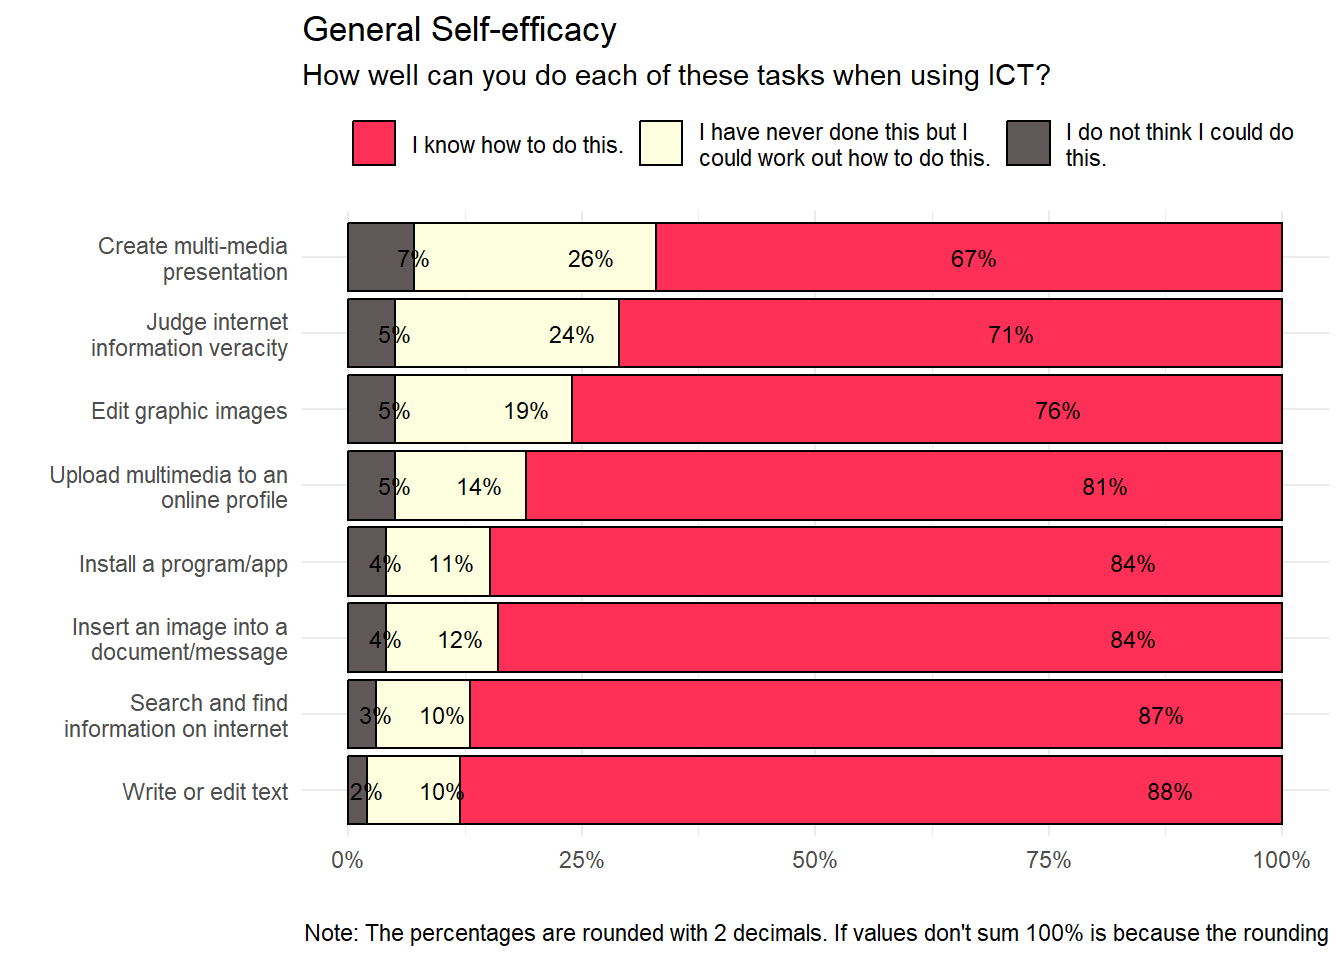 General Self-efficacy
How well can you do each of these tasks when using ICT?
I know how to do this.
I have never done this but I
could work out how to do this.
I do not think I could do
this.
Create multi-media
presentation
7%
26%
67%
Judge internet
information veracity
5%
24%
71%
Edit graphic images
5%
19%
76%
Upload multimedia to an
online profile
5%
14%
81%
Install a program/app
4%
11%
84%
Insert an image into a
document/message
4%
12%
84%
Search and find
information on internet
3%
10%
87%
Write or edit text
2%
10%
88%
0%
25%
50%
75%
100%
Note: The percentages are rounded with 2 decimals. If values don't sum 100% is because the rounding